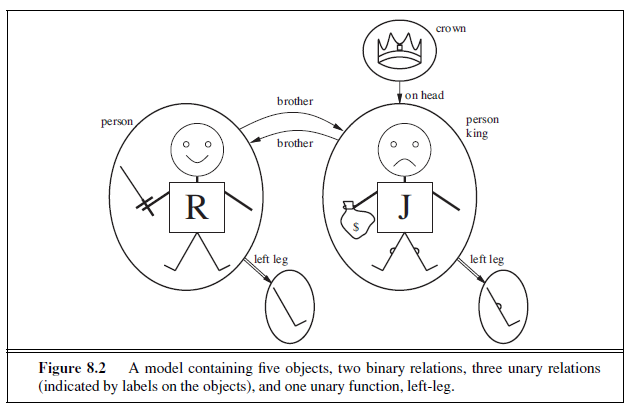 crown
on head
brother
person
person
king
brother
R
J
$
left leg
left leg
Figure 8.2 A model containing five objects, two binary relations, three unary relations
(indicated by labels on the objects), and one unary function, left-leg.